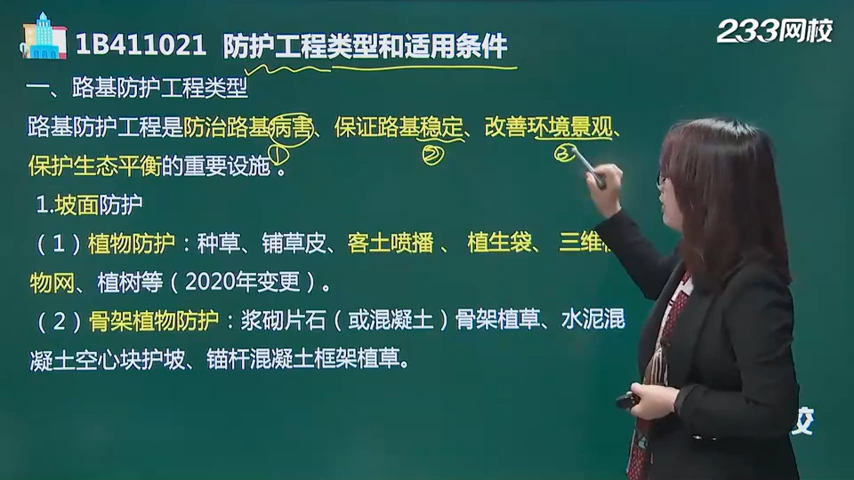 1B411021 防护工程类型和适用条件
233网校
一、路基防护工程类型
路基防护工程是防治路基病害、保证路基稳定、改善环境景观、
① ② ③
保护生态平衡的重要设施。
1.坡面防护
（1）植物防护：种草、铺草皮、客土喷播 、 植生袋、 三维
物网、植树等（2020年变更）。
（2）骨架植物防护：浆砌片石（或混凝土）骨架植草、水泥混
凝土空心块护坡、锚杆混凝土框架植草。
校